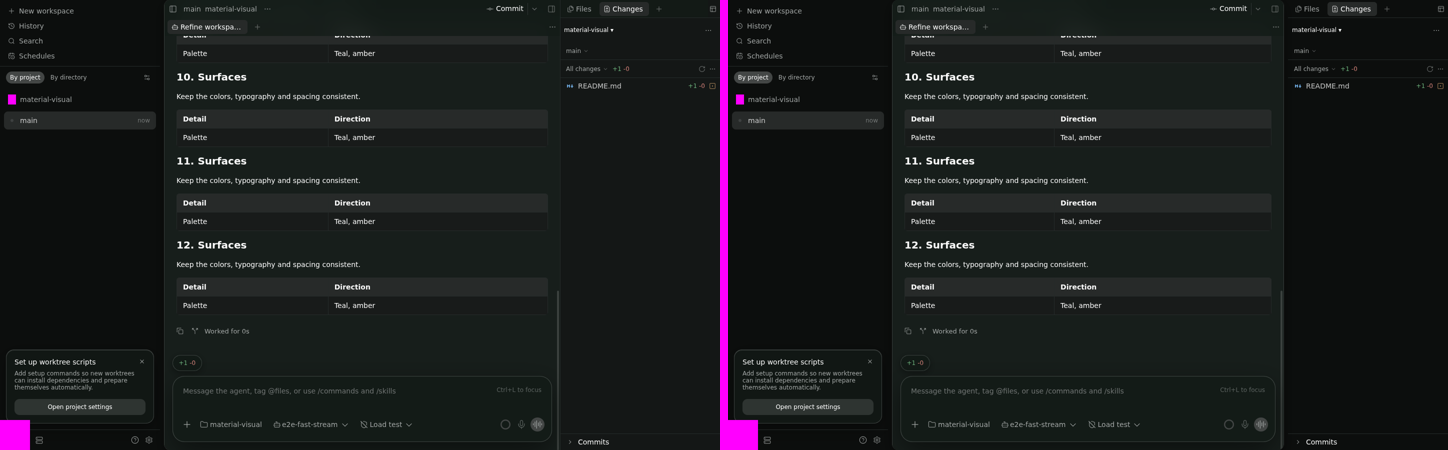 New workspace
History
Search
Schedules
By project By directory
material-visual
main now
Set up worktree scripts
Add setup commands so new worktrees
can install dependencies and prepare
themselves automatically.
Open project settings
main material-visual
Commit
Refine workspa...
Detail Direction
Palette Teal, amber
10. Surfaces
Keep the colors, typography and spacing consistent.
Detail Direction
Palette Teal, amber
11. Surfaces
Keep the colors, typography and spacing consistent.
Detail Direction
Palette Teal, amber
12. Surfaces
Keep the colors, typography and spacing consistent.
Detail Direction
Palette Teal, amber
Worked for 0s
+1 -0
Message the agent, tag @files, or use /commands and /skills Ctrl+L to focus
material-visual e2e-fast-stream Load test
Files Changes
material-visual
main
All changes +1 -0
README.md +1 -0
Commits
New workspace
History
Search
Schedules
By project By directory
material-visual
main now
Set up worktree scripts
Add setup commands so new worktrees
can install dependencies and prepare
themselves automatically.
Open project settings
main material-visual
Commit
Refine workspa...
Detail Direction
Palette Teal, amber
10. Surfaces
Keep the colors, typography and spacing consistent.
Detail Direction
Palette Teal, amber
11. Surfaces
Keep the colors, typography and spacing consistent.
Detail Direction
Palette Teal, amber
12. Surfaces
Keep the colors, typography and spacing consistent.
Detail Direction
Palette Teal, amber
Worked for 0s
+1 -0
Message the agent, tag @files, or use /commands and /skills Ctrl+L to focus
material-visual e2e-fast-stream Load test
Files Changes
material-visual
main
All changes +1 -0
README.md +1 -0
Commits